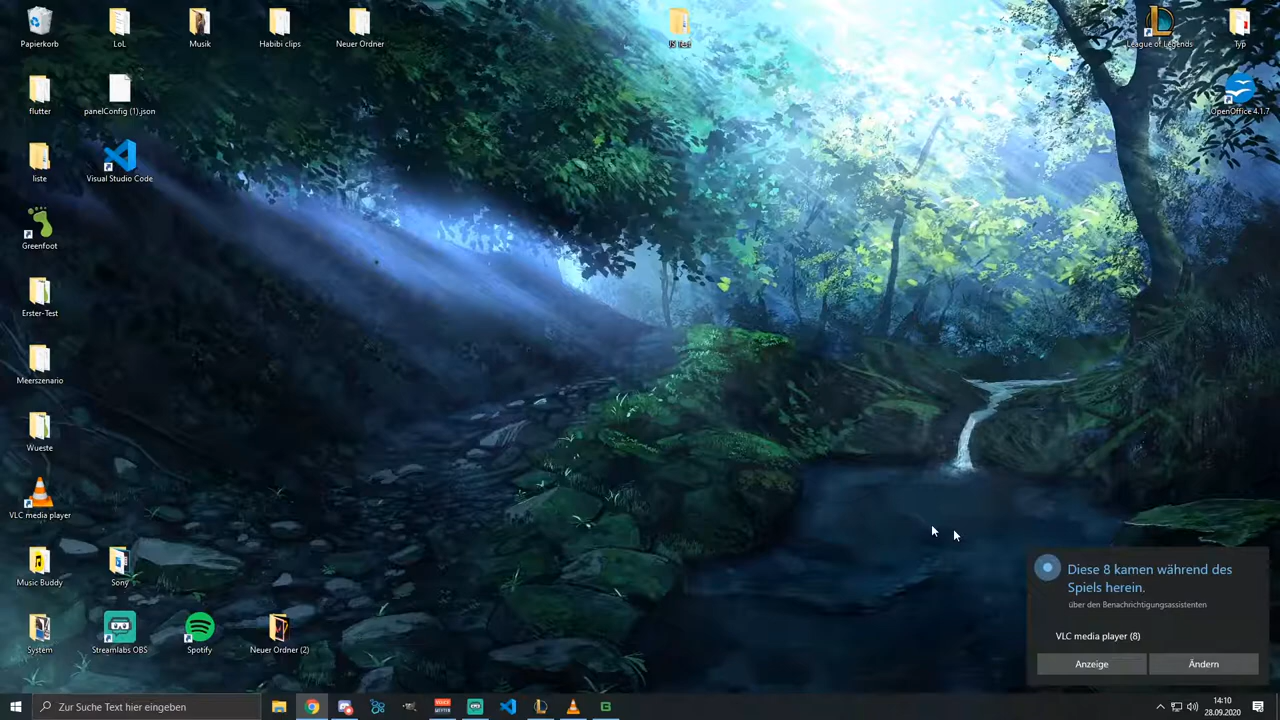 Papierkorb
LoL
Musik
Habibi clips
Neuer Ordner
JS Test
League of Legends
Typ
flutter
panelConfig (1).json
OpenOffice 4.1.7
liste
Visual Studio Code
Greenfoot
Erster-Test
Meerszenario
Wueste
VLC media player
Music Buddy
Sony
System
Streamlabs OBS
Spotify
Neuer Ordner (2)
Diese 8 kamen während des
Spiels herein.
über den Benachrichtigungsassistenten
VLC media player (8)
Anzeige
Ändern
Zur Suche Text hier eingeben
14:10
28.09.2020